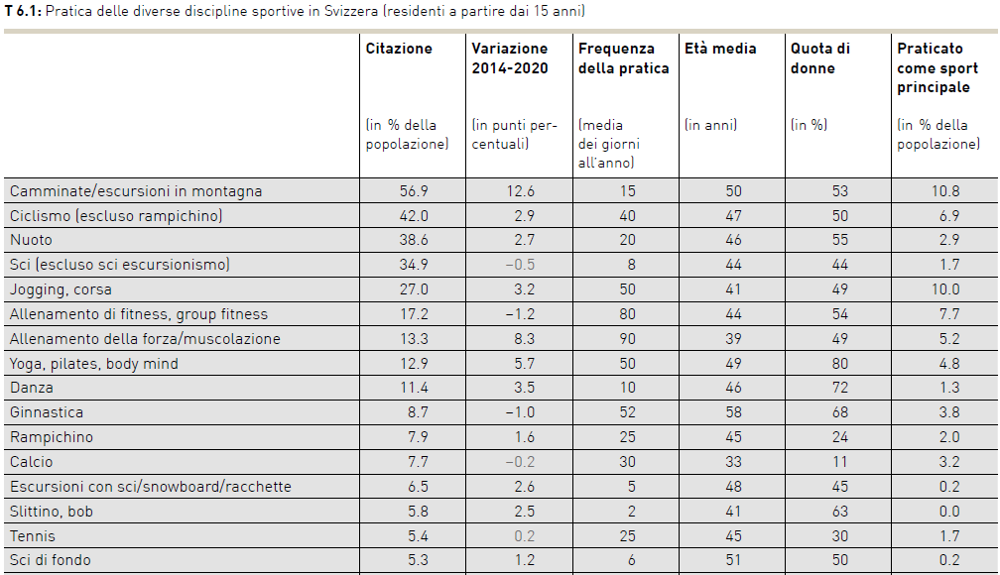 T 6.1: Pratica delle diverse discipline sportive in Svizzera (residenti a partire dai 15 anni)
Citazione Variazione Frequenza Età media Quota di Praticato
2014-2020 della pratica donne come sport
principale
(in % della (in punti per- (media (in anni) (in %) (in % della
popolazione) centuali) dei giorni popolazione)
all'anno)
Camminate/escursioni in montagna 56.9 12.6 15 50 53 10.8
Ciclismo (escluso rampichino) 42.0 2.9 40 47 50 6.9
Nuoto 38.6 2.7 20 46 55 2.9
Sci (escluso sci escursionismo) 34.9 –0.5 8 44 44 1.7
Jogging, corsa 27.0 3.2 50 41 49 10.0
Allenamento di fitness, group fitness 17.2 –1.2 80 44 54 7.7
Allenamento della forza/muscolazione 13.3 8.3 90 39 49 5.2
Yoga, pilates, body mind 12.9 5.7 50 49 80 4.8
Danza 11.4 3.5 10 46 72 1.3
Ginnastica 8.7 –1.0 52 58 68 3.8
Rampichino 7.9 1.6 25 45 24 2.0
Calcio 7.7 –0.2 30 33 11 3.2
Escursioni con sci/snowboard/racchette 6.5 2.6 5 48 45 0.2
Slittino, bob 5.8 2.5 2 41 63 0.0
Tennis 5.4 0.2 25 45 30 1.7
Sci di fondo 5.3 1.2 6 51 50 0.2